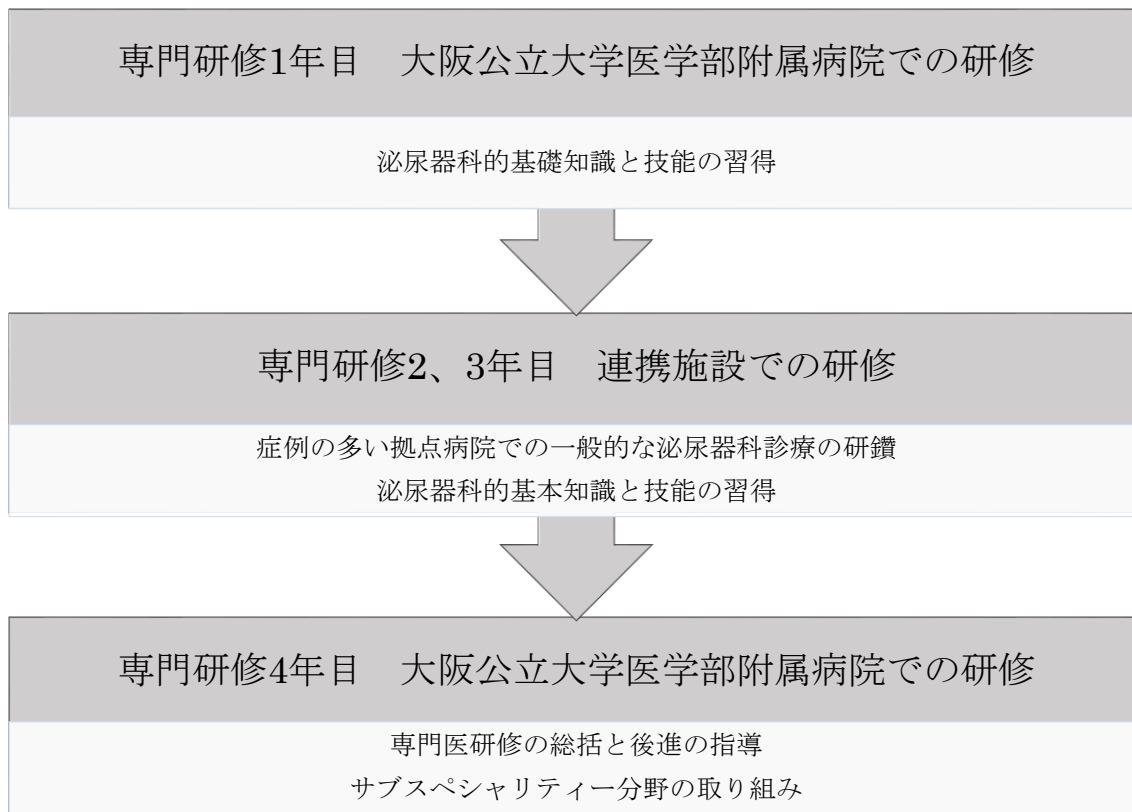 専門研修1年目　大阪公立大学医学部附属病院での研修
泌尿器科的基礎知識と技能の習得
専門研修2、3年目　連携施設での研修
症例の多い拠点病院での一般的な泌尿器科診療の研鑽
泌尿器科的基本知識と技能の習得
専門研修4年目　大阪公立大学医学部附属病院での研修
専門医研修の総括と後進の指導
サブスペシャリティー分野の取り組み